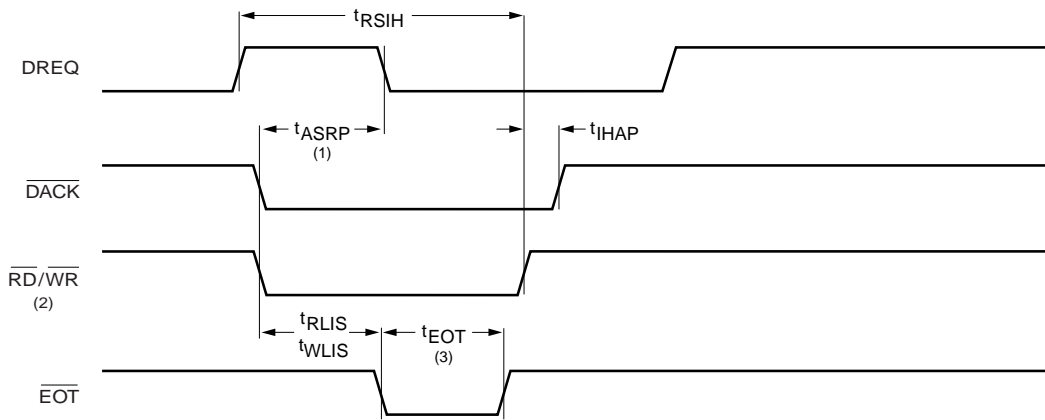 tRSIH
DREQ
tASRP
(1)
tIHAP
DACK
RD/WR
(2)
tRLIS
tWLIS
tEOT
(3)
EOT